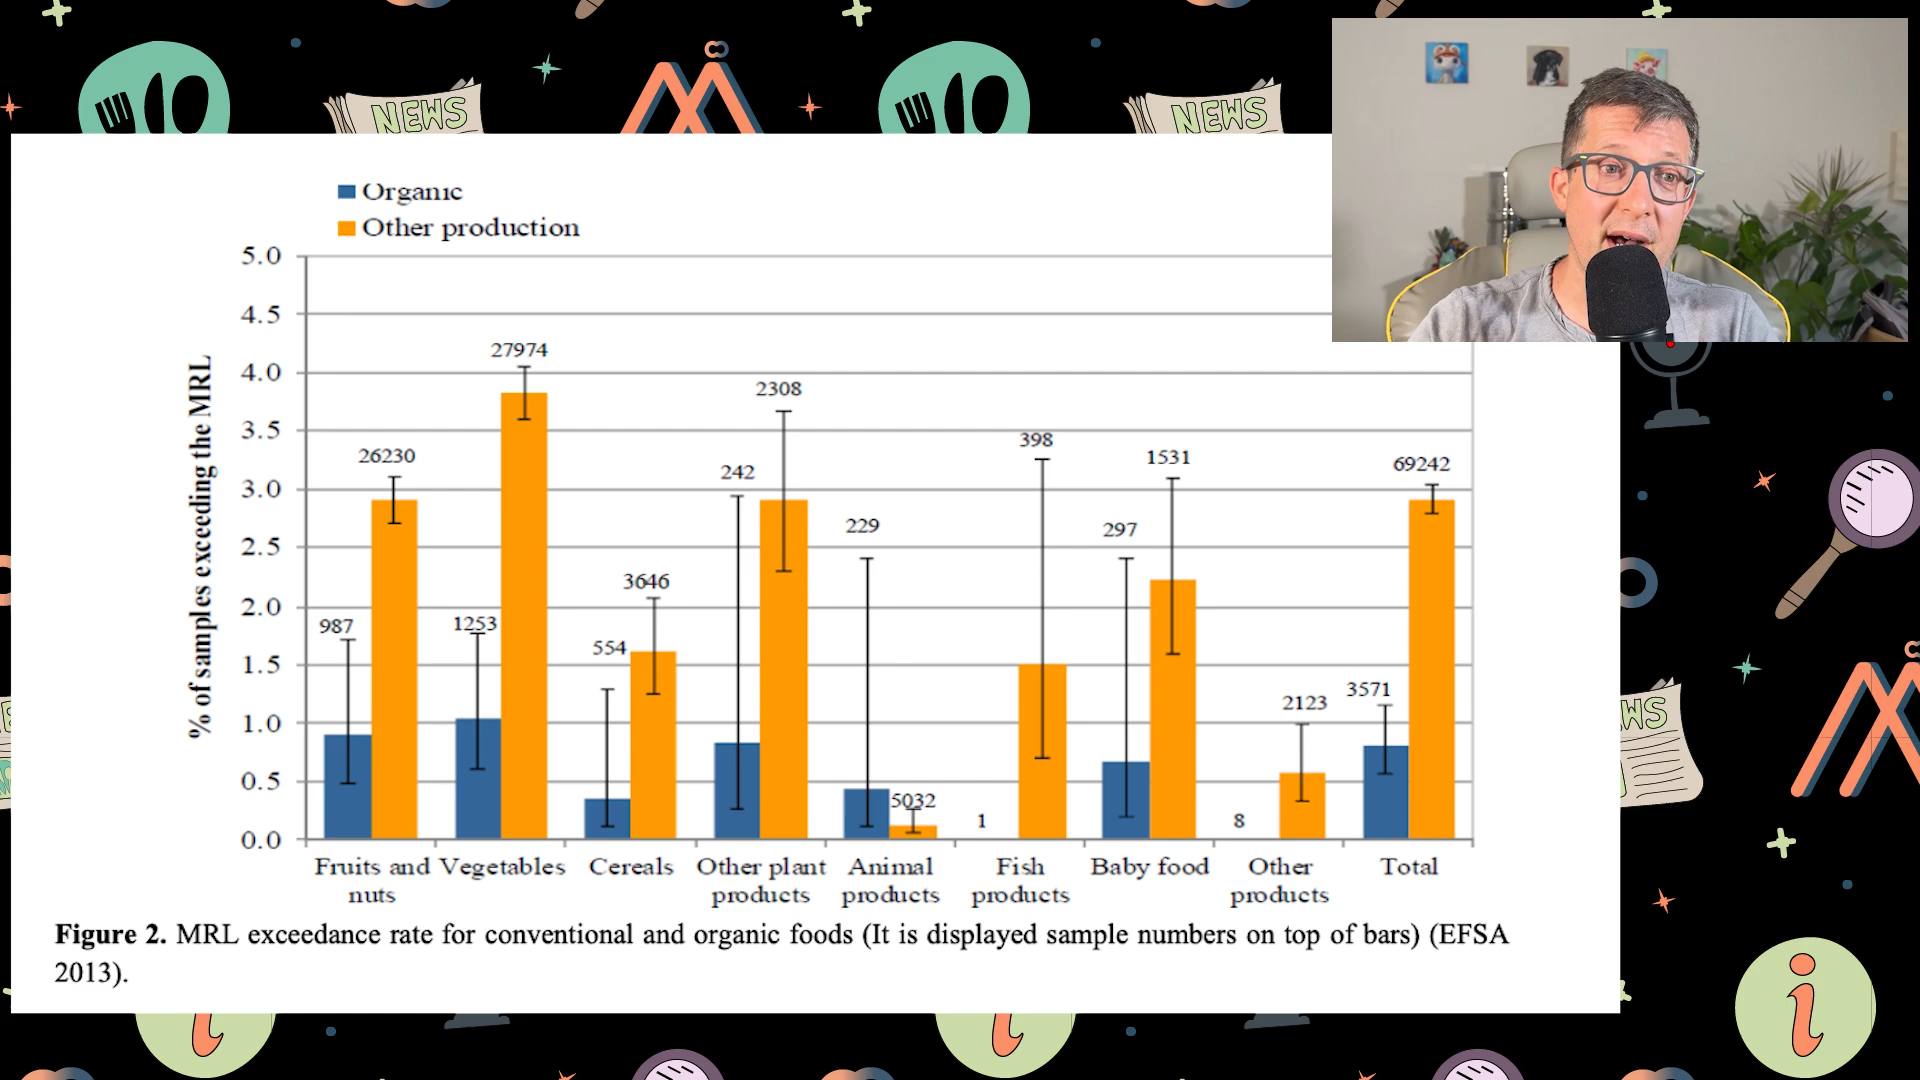 NEWS
NEWS
Organic
Other production
5.0
4.5
4.0
3.5
3.0
2.5
2.0
1.5
1.0
0.5
0.0
% of samples exceeding the MRL
987
26230
1253
27974
554
3646
242
2308
229
5032
1
398
297
1531
8
2123
3571
69242
Fruits and nuts
Vegetables
Cereals
Other plant products
Animal products
Fish products
Baby food
Other products
Total
Figure 2. MRL exceedance rate for conventional and organic foods (It is displayed sample numbers on top of bars) (EFSA
2013).
WS
i
i
i